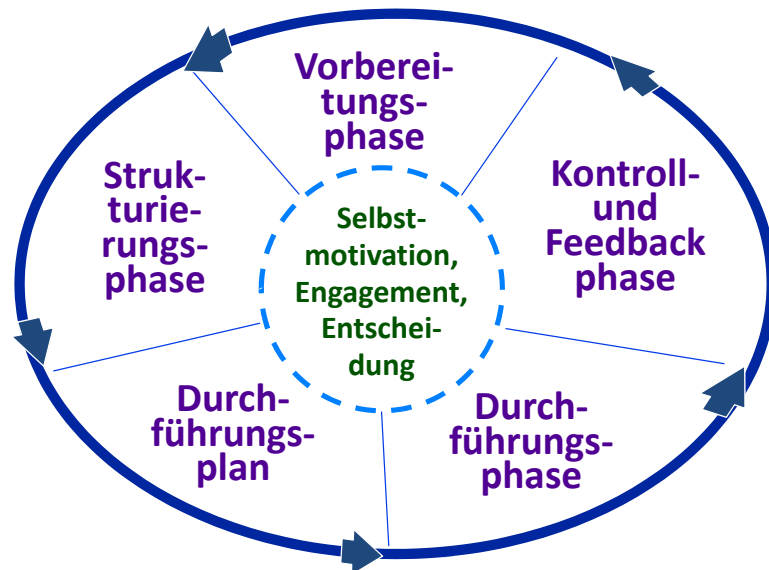 Vorberei-
tungs-
phase
Struk-
turie-
rungs-
phase
Durch-
führungs-
plan
Durch-
führungs-
phase
Kontroll-
und
Feedback
phase
Selbst-
motivation,
Engagement,
Entschei-
dung